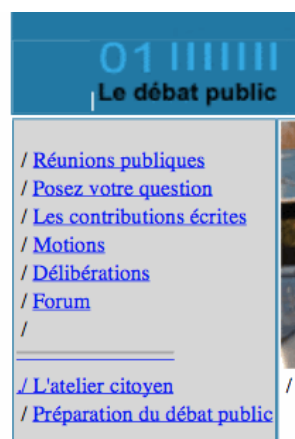 01 ||||||||
Le débat public
/ Réunions publiques
/ Posez votre question
/ Les contributions écrites
/ Motions
/ Délibérations
/ Forum
/
./ L'atelier citoyen
/
/ Préparation du débat public